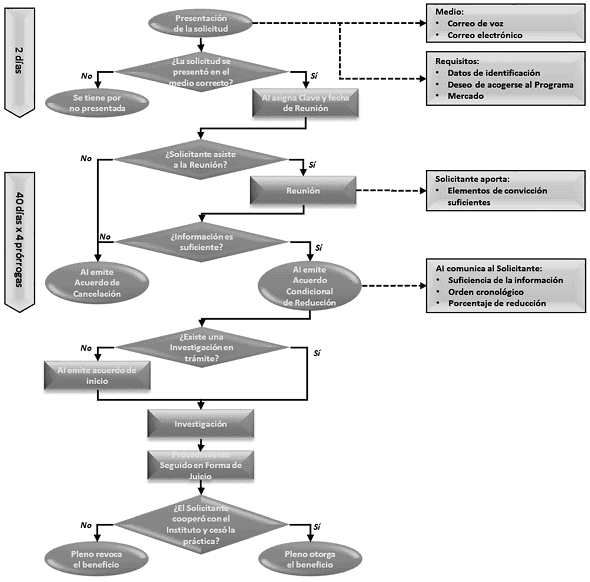 Presentación
de la solicitud
Medio:
• Correo de voz
• Correo electrónico
2 días
¿La solicitud se
presentó en el
medio correcto?
Requisitos:
• Datos de identificación
• Deseo de acogerse al Programa
• Mercado
No
Sí
Se tiene por
no presentada
AI asigna Clave y fecha
de Reunión
¿Solicitante asiste
a la Reunión?
No
Sí
40 días x 4 prórrogas
Reunión
Solicitante aporta:
• Elementos de convicción
suficientes
¿Información es
suficiente?
No
Sí
AI emite
Acuerdo de
Cancelación
AI emite
Acuerdo
Condicional
de Reducción
AI comunica al Solicitante:
• Suficiencia de la información
• Orden cronológico
• Porcentaje de reducción
¿Existe una
Investigación en
trámite?
No
Sí
AI emite acuerdo de
inicio
Investigación
Procedimiento
Seguido en Forma de
Juicio
¿El Solicitante
cooperó con el
Instituto y cesó la
práctica?
No
Sí
Pleno revoca
el beneficio
Pleno otorga
el beneficio